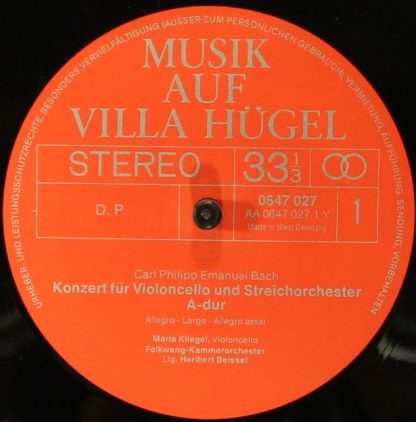 URHEBER- UND LEISTUNGSSCHUTZRECHTE, BESONDERS VERVIELFÄLTIGUNG (AUSSER ZUM PERSÖNLICHEN GEBRAUCH), VERMIETUNG, AUFFÜHRUNG, SENDUNG, VORBEHALTEN
MUSIK
AUF
VILLA HÜGEL
STEREO 33 1/3
D. P.
0647 027
AA 0647 027.1 Y
Made in West Germany
1
Carl Philipp Emanuel Bach
Konzert für Violoncello und Streichorchester
A-dur
Allegro – Largo - Allegro assai
Maria Kliegel, Violoncello
Folkwang-Kammerorchester
Ltg. Heribert Beissel